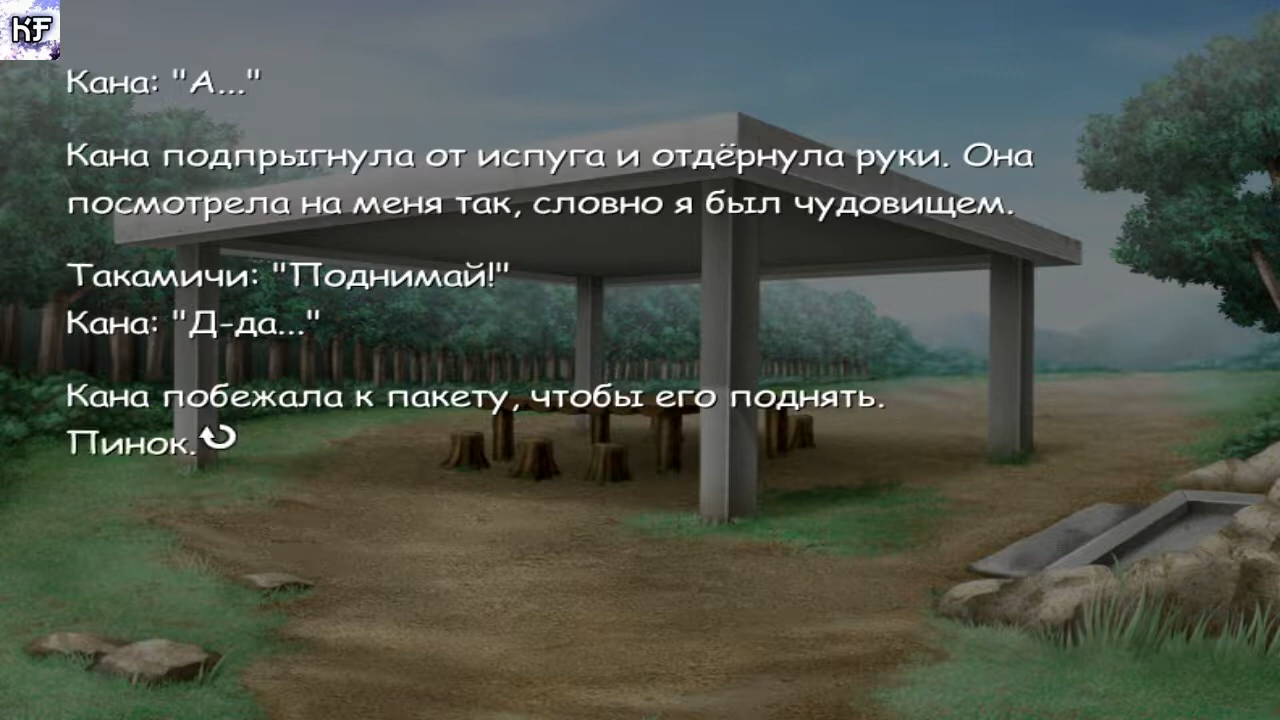 KF
Кана: "А..."
Кана подпрыгнула от испуга и отдёрнула руки. Она
посмотрела на меня так, словно я был чудовищем.
Такамичи: "Поднимай!"
Кана: "Д-да..."
Кана побежала к пакету, чтобы его поднять.
Пинок.